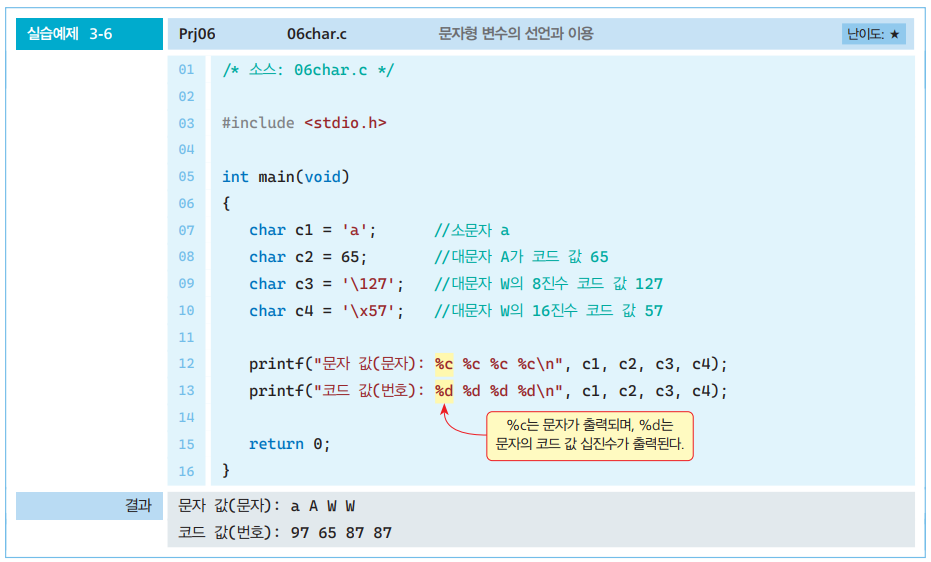 실습예제 3-6 Prj06 06char.c 문자형 변수의 선언과 이용 난이도: ★
01 /* 소스: 06char.c */
02
03 #include <stdio.h>
04
05 int main(void)
06 {
07 char c1 = 'a'; //소문자 a
08 char c2 = 65; //대문자 A가 코드 값 65
09 char c3 = '\127'; //대문자 W의 8진수 코드 값 127
10 char c4 = '\x57'; //대문자 W의 16진수 코드 값 57
11
12 printf("문자 값(문자): %c %c %c %c\n", c1, c2, c3, c4);
13 printf("코드 값(번호): %d %d %d %d\n", c1, c2, c3, c4);
14
%c는 문자가 출력되며, %d는
문자의 코드 값 십진수가 출력된다.
15 return 0;
16 }
결과 문자 값(문자): a A W W
코드 값(번호): 97 65 87 87